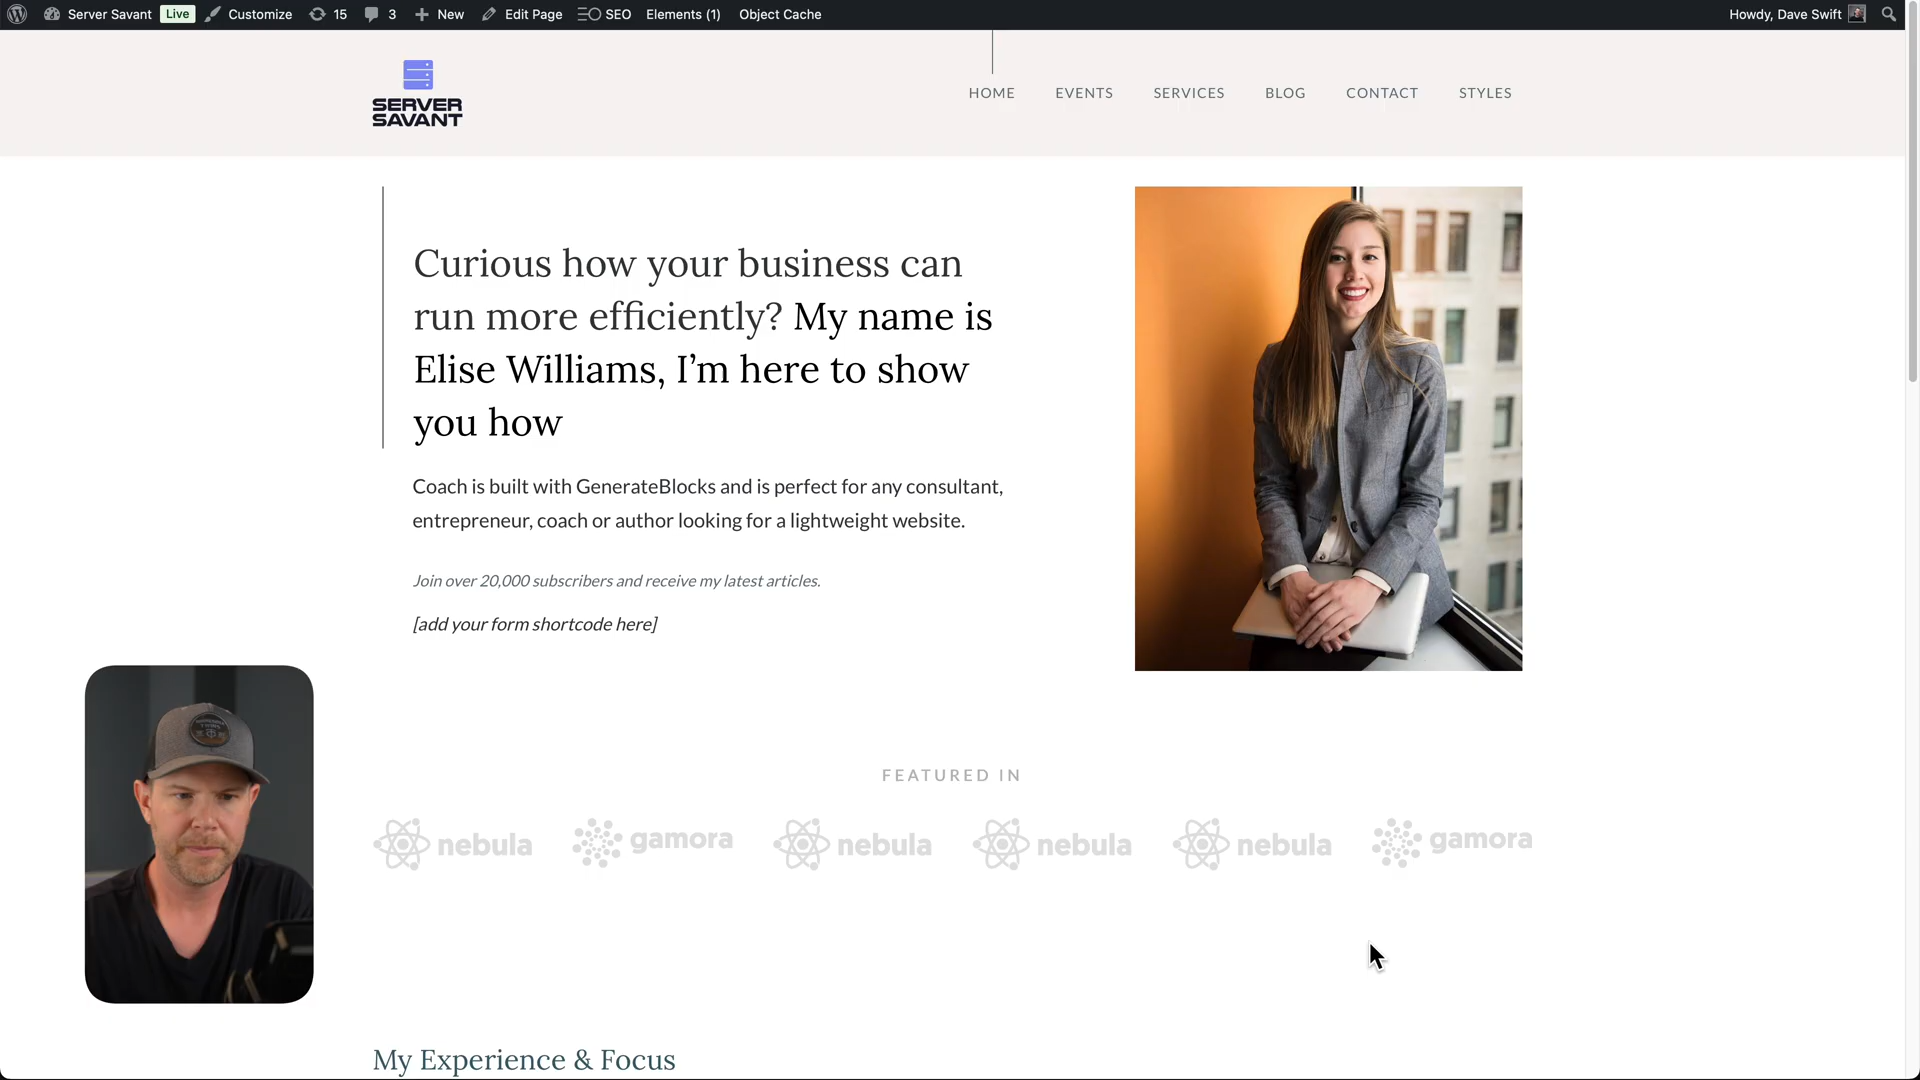 Server Savant Live Customize 15 3 New Edit Page SEO Elements (1) Object Cache Howdy, Dave Swift
SERVER
SAVANT
HOME EVENTS SERVICES BLOG CONTACT STYLES
Curious how your business can
run more efficiently? My name is
Elise Williams, I’m here to show
you how
Coach is built with GenerateBlocks and is perfect for any consultant,
entrepreneur, coach or author looking for a lightweight website.
Join over 20,000 subscribers and receive my latest articles.
[add your form shortcode here]
FEATURED IN
nebula gamora nebula nebula nebula gamora
My Experience & Focus